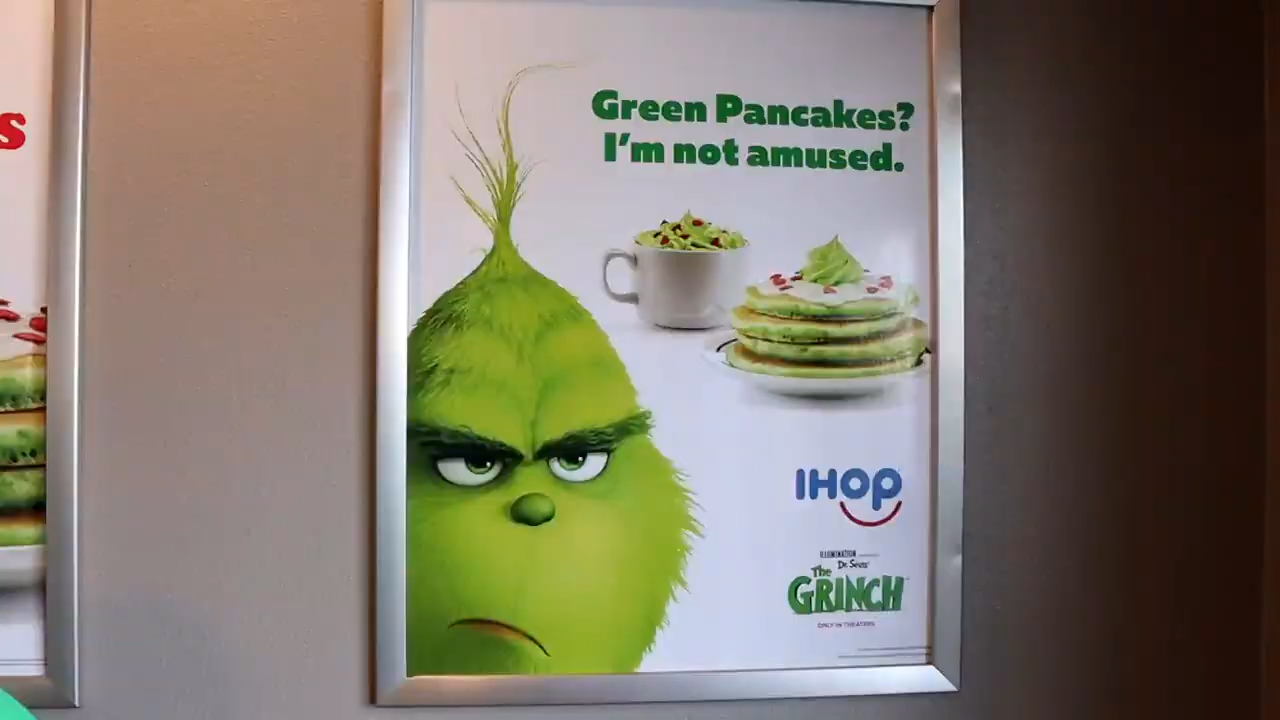 s
Green Pancakes?
I'm not amused.
IHOP
ILLUMINATION
Dr. Seuss'
The
GRINCH
ONLY IN THEATERS